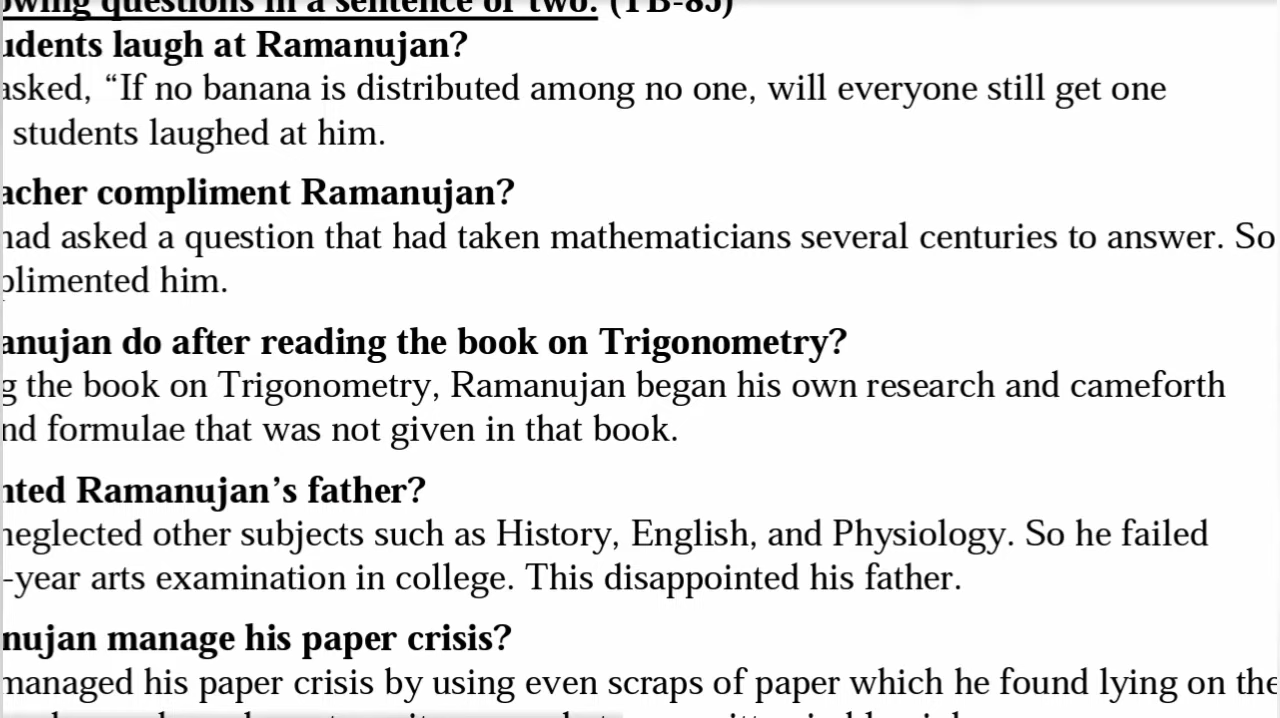 owing questions in a sentence or two. (TB-85)
udents laugh at Ramanujan?
asked, “If no banana is distributed among no one, will everyone still get one
students laughed at him.
acher compliment Ramanujan?
had asked a question that had taken mathematicians several centuries to answer. So
plimented him.
anujan do after reading the book on Trigonometry?
g the book on Trigonometry, Ramanujan began his own research and cameforth
nd formulae that was not given in that book.
nted Ramanujan’s father?
neglected other subjects such as History, English, and Physiology. So he failed
-year arts examination in college. This disappointed his father.
nujan manage his paper crisis?
managed his paper crisis by using even scraps of paper which he found lying on the